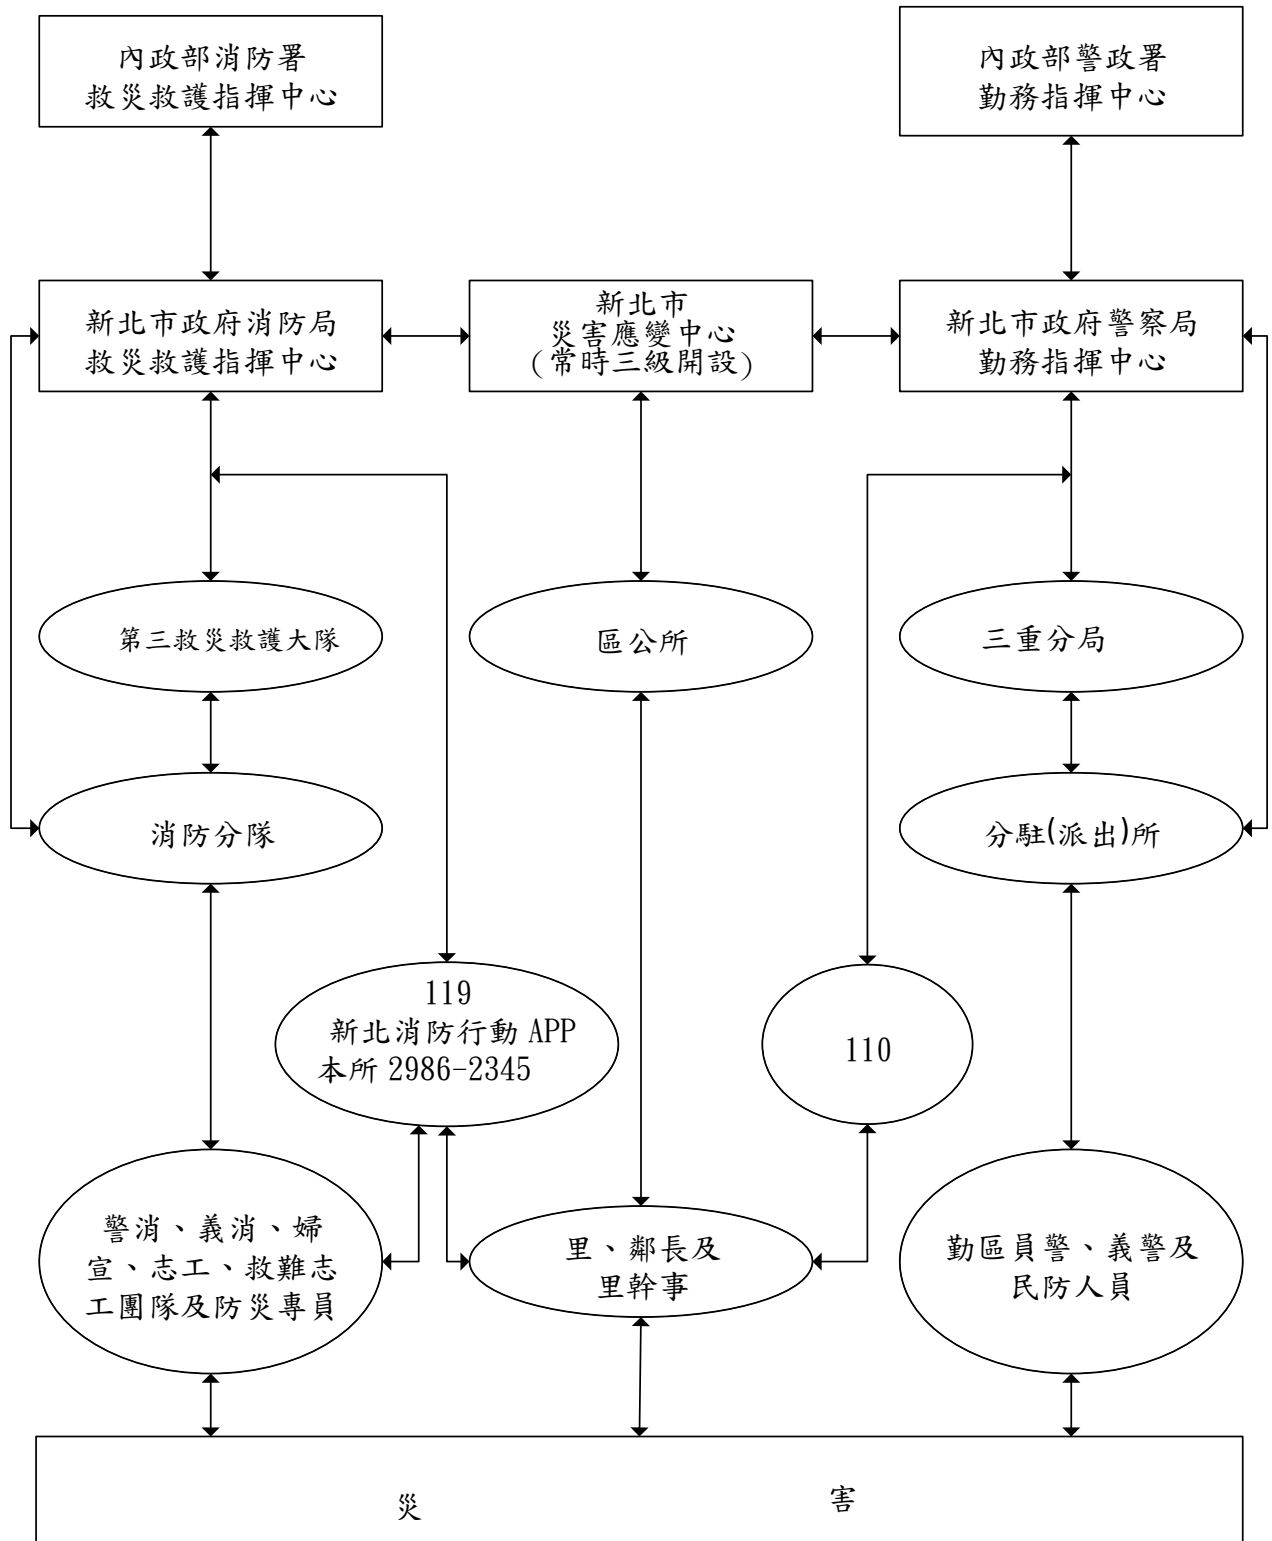 內政部消防署
救災救護指揮中心
內政部警政署
勤務指揮中心
新北市政府消防局
救災救護指揮中心
新北市
災害應變中心
(常時三級開設)
新北市政府警察局
勤務指揮中心
第三救災救護大隊
區公所
三重分局
消防分隊
分駐(派出)所
119
新北消防行動 APP
本所 2986-2345
110
警消、義消、婦
宣、志工、救難志
工團隊及防災專員
里、鄰長及
里幹事
勤區員警、義警及
民防人員
災 害